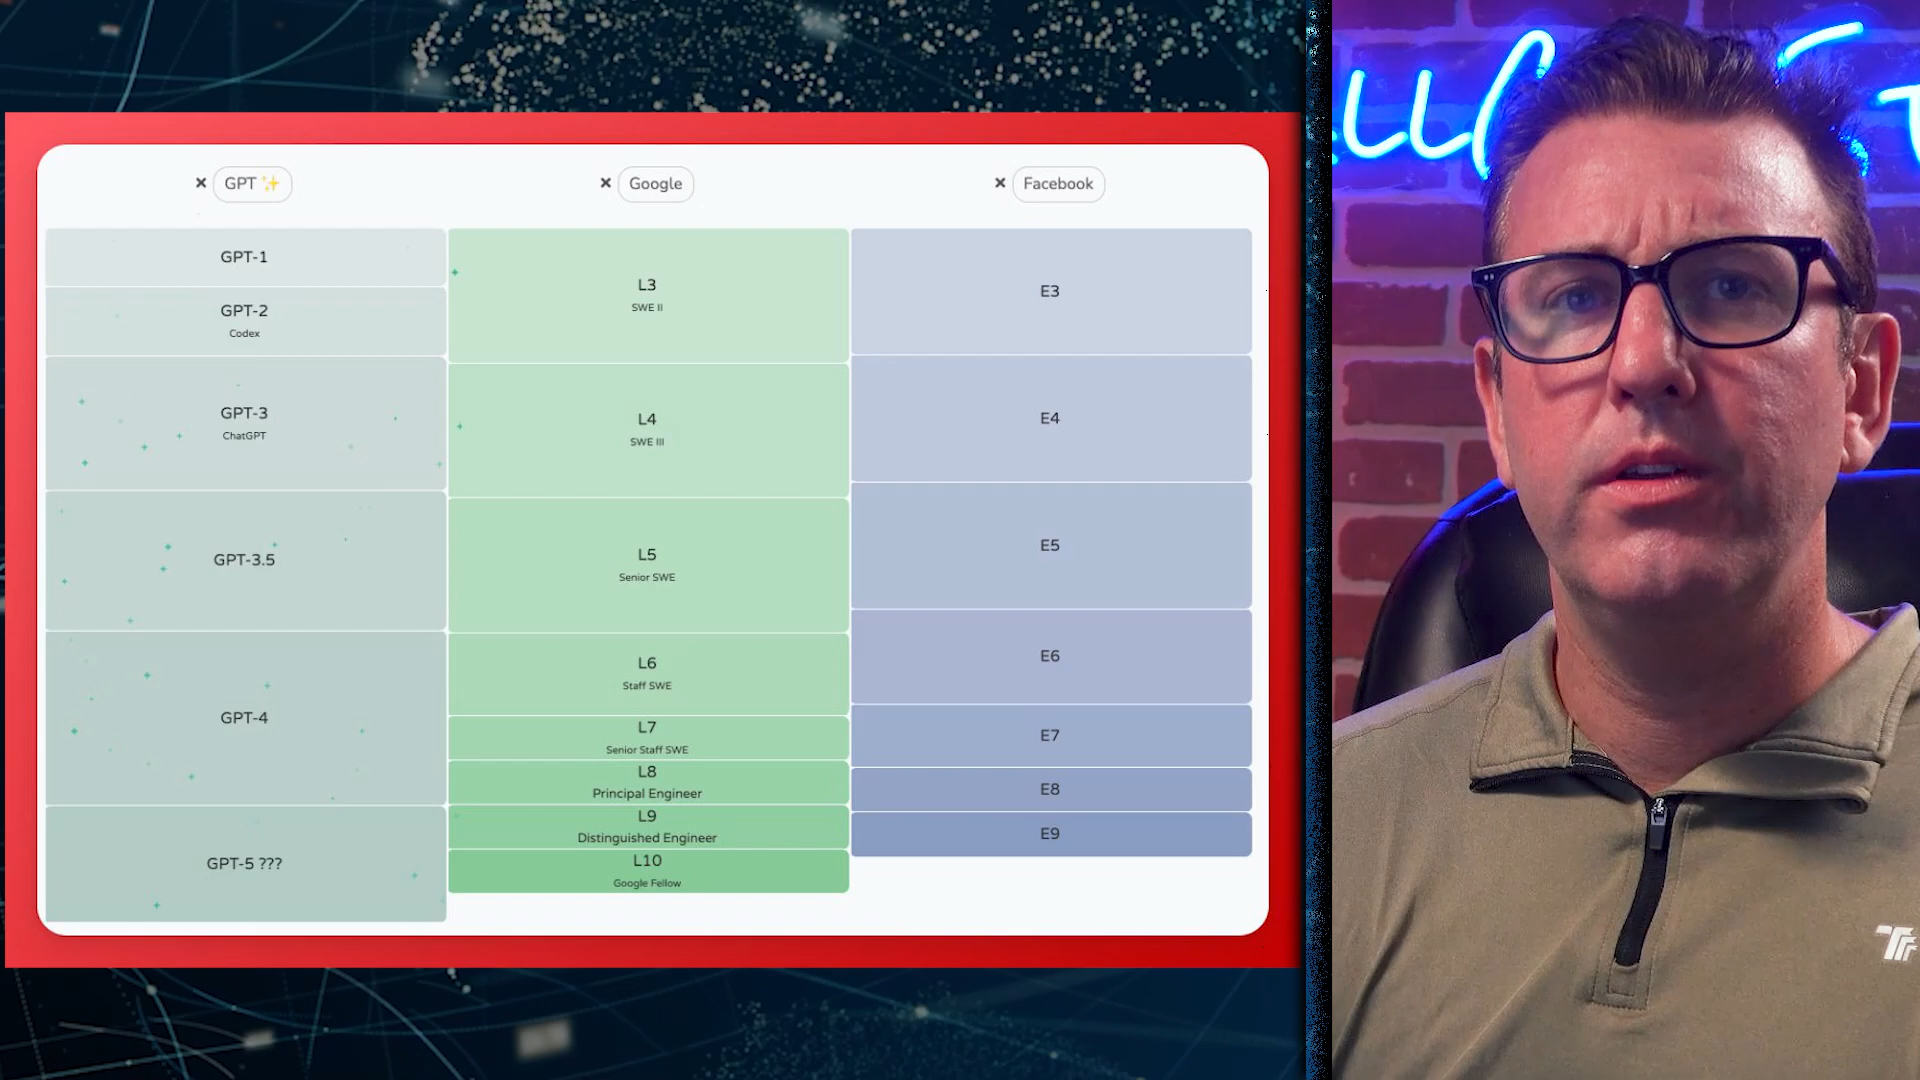 × GPT ✨
× Google
× Facebook
GPT-1
GPT-2
Codex
GPT-3
ChatGPT
GPT-3.5
GPT-4
GPT-5 ???
L3
SWE II
L4
SWE III
L5
Senior SWE
L6
Staff SWE
L7
Senior Staff SWE
L8
Principal Engineer
L9
Distinguished Engineer
L10
Google Fellow
E3
E4
E5
E6
E7
E8
E9